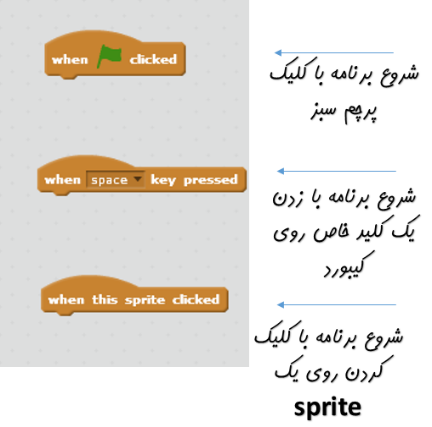 when clicked
شروع برنامه با کلیک
پرچم سبز
when space key pressed
شروع برنامه با زدن
یک کلید خاص روی
کیبورد
when this sprite clicked
شروع برنامه با کلیک
کردن روی یک
sprite